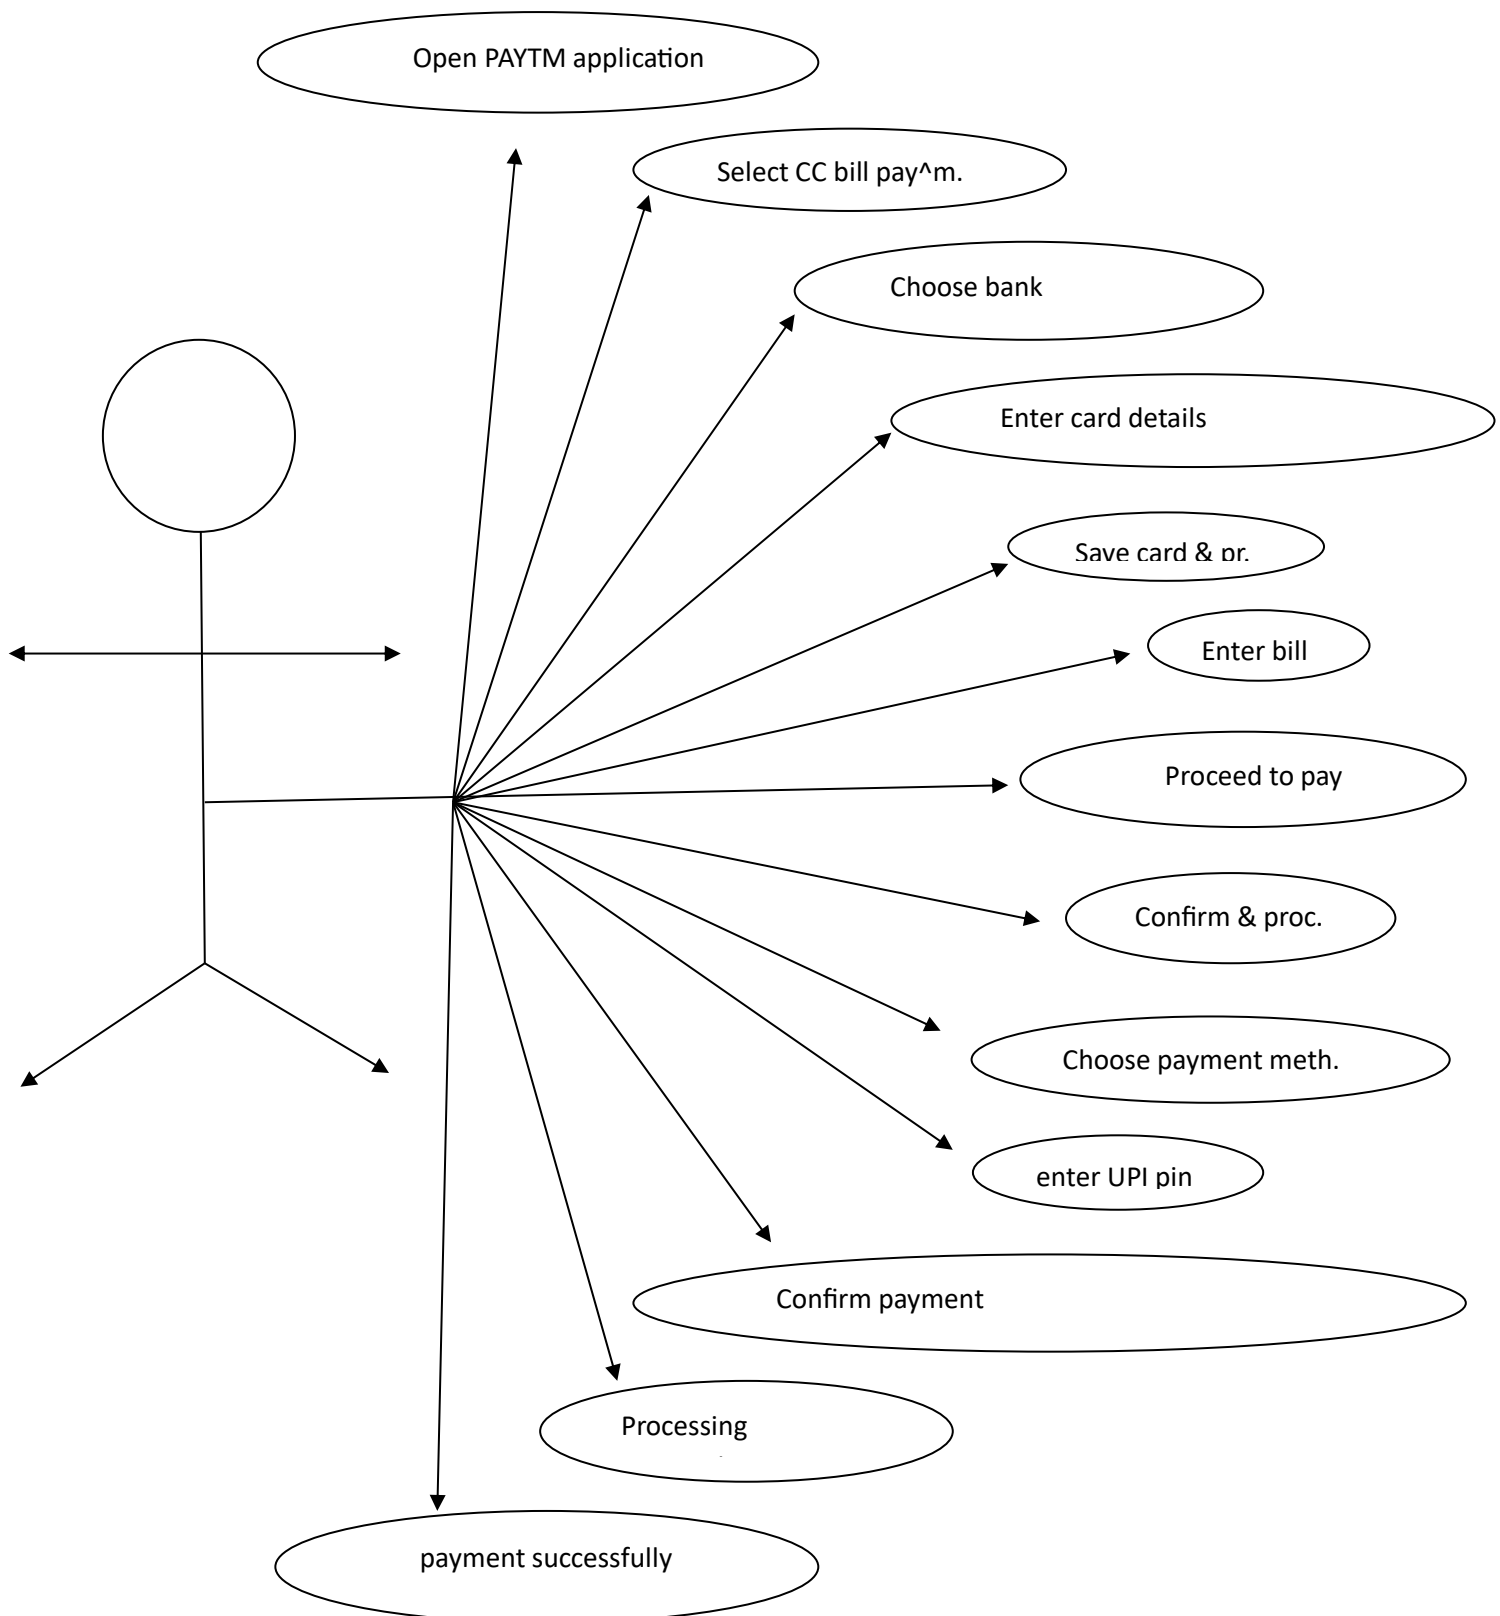 Open PAYTM application
Select CC bill pay^m.
Choose bank
Enter card details
Save card & pr.
Enter bill
Proceed to pay
Confirm & proc.
Choose payment meth.
enter UPI pin
Confirm payment
Processing
payment successfully